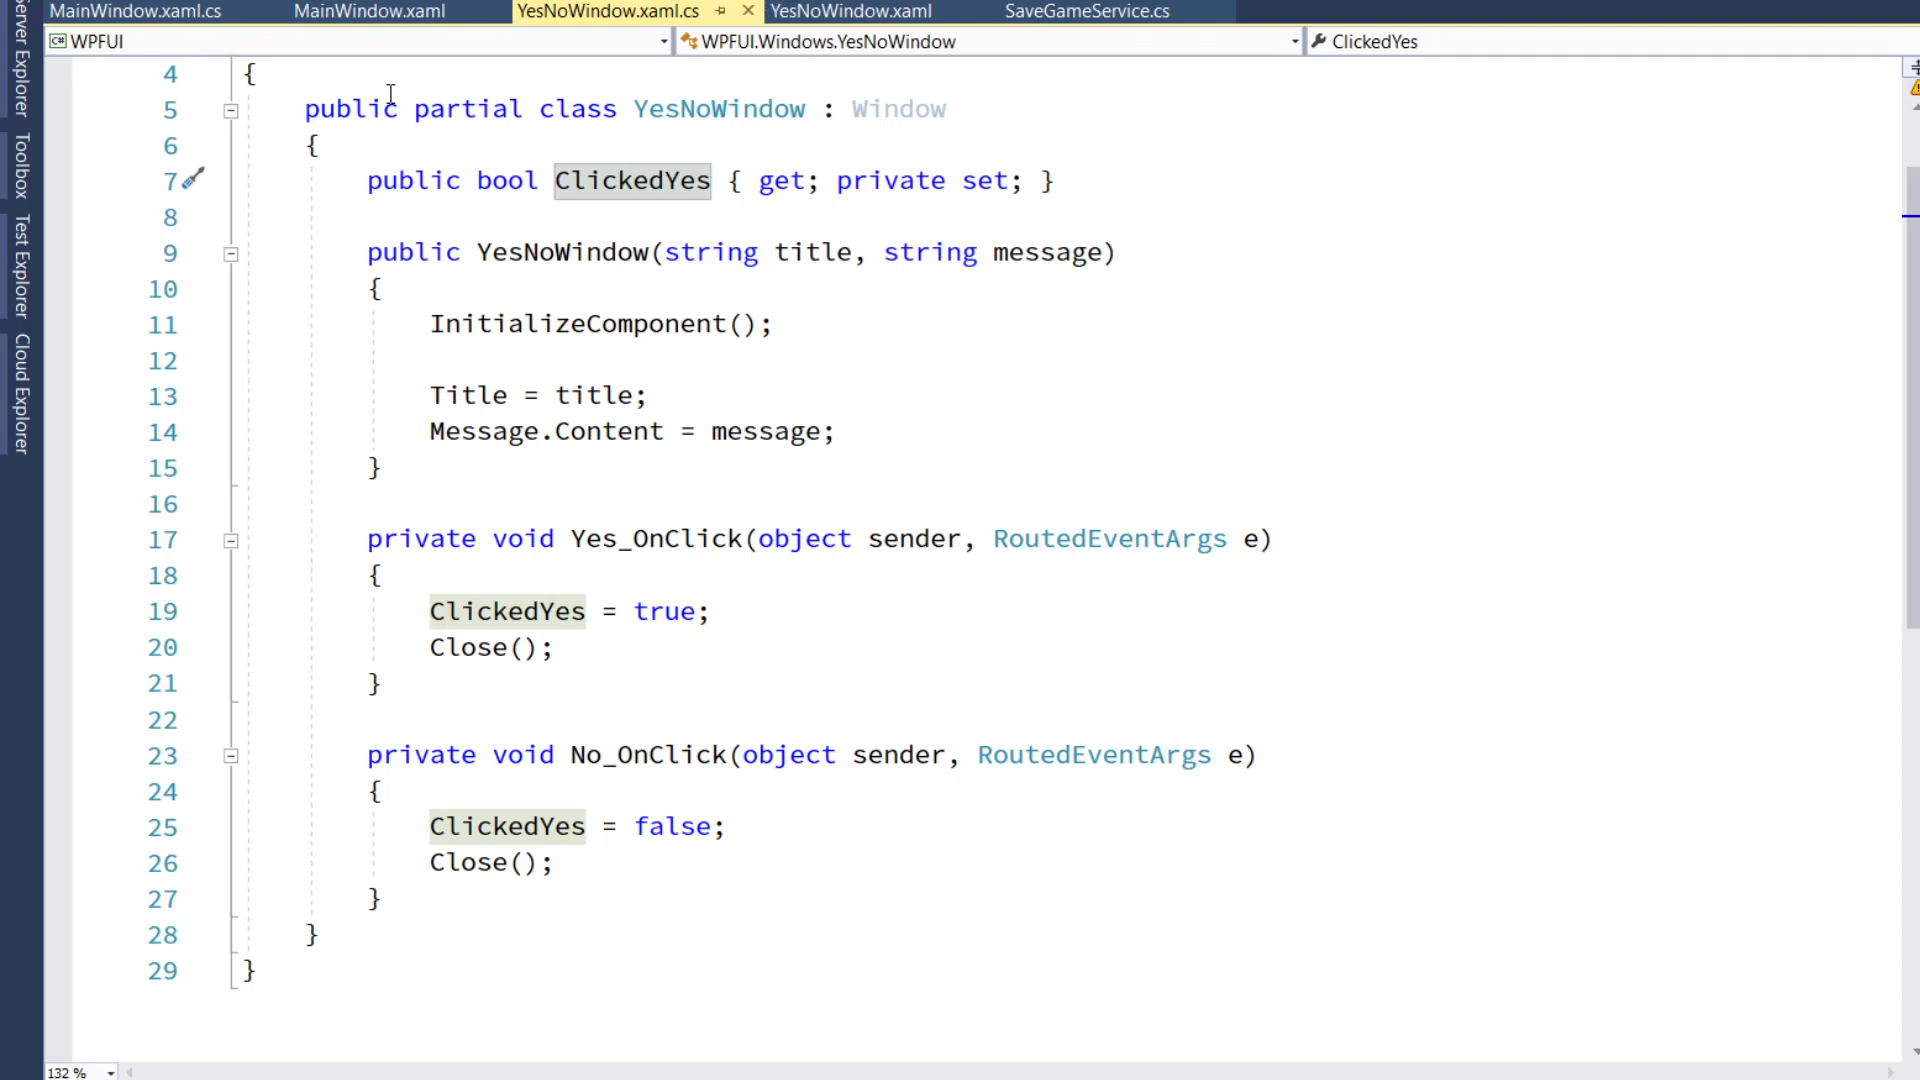 MainWindow.xaml.cs MainWindow.xaml YesNoWindow.xaml.cs YesNoWindow.xaml SaveGameService.cs
C# WPFUI WPFUI.Windows.YesNoWindow ClickedYes
Server Explorer
Toolbox
Test Explorer
Cloud Explorer
4 {
5 public partial class YesNoWindow : Window
6 {
7 public bool ClickedYes { get; private set; }
8
9 public YesNoWindow(string title, string message)
10 {
11 InitializeComponent();
12
13 Title = title;
14 Message.Content = message;
15 }
16
17 private void Yes_OnClick(object sender, RoutedEventArgs e)
18 {
19 ClickedYes = true;
20 Close();
21 }
22
23 private void No_OnClick(object sender, RoutedEventArgs e)
24 {
25 ClickedYes = false;
26 Close();
27 }
28 }
29 }
132 %